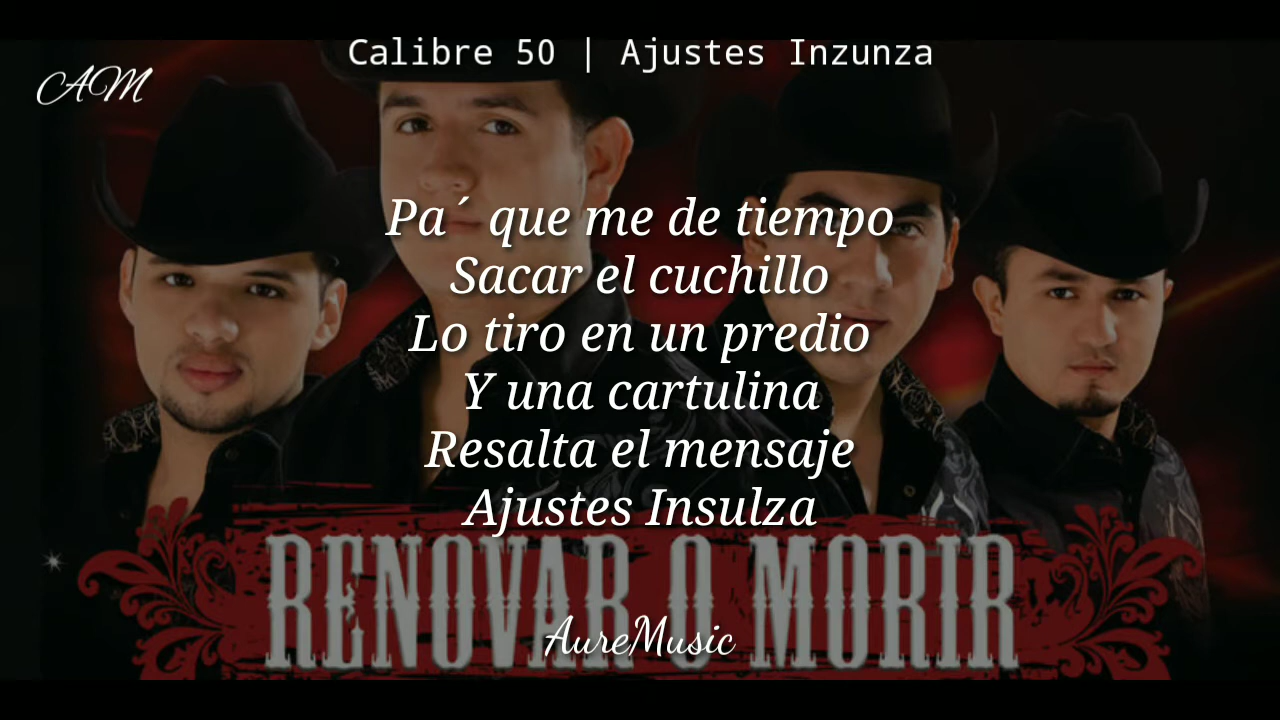 Calibre 50 | Ajustes Inzunza
AM
Pa´ que me de tiempo
Sacar el cuchillo
Lo tiro en un predio
Y una cartulina
Resalta el mensaje
Ajustes Insulza
RENOVAR O MORIR
AureMusic